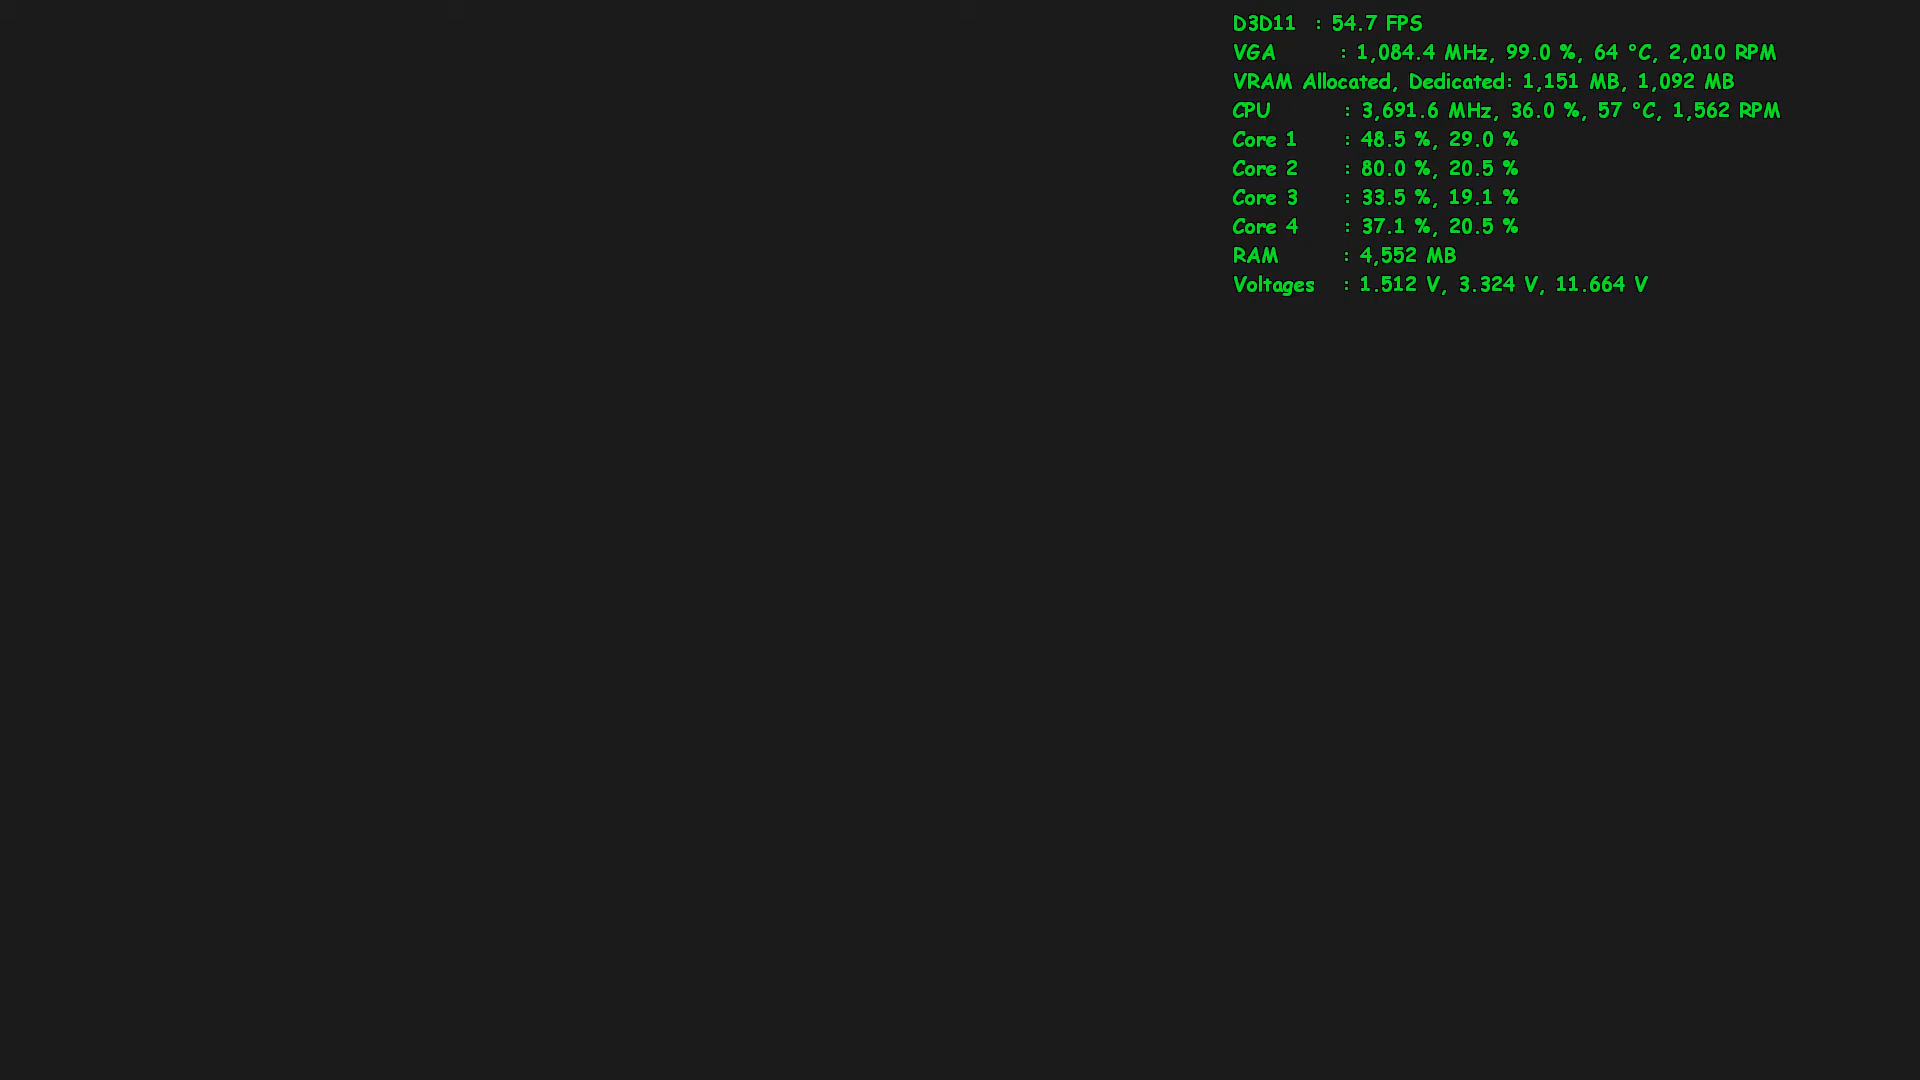 D3D11 : 54.7 FPS
VGA : 1,084.4 MHz, 99.0 %, 64 °C, 2,010 RPM
VRAM Allocated, Dedicated: 1,151 MB, 1,092 MB
CPU : 3,691.6 MHz, 36.0 %, 57 °C, 1,562 RPM
Core 1 : 48.5 %, 29.0 %
Core 2 : 80.0 %, 20.5 %
Core 3 : 33.5 %, 19.1 %
Core 4 : 37.1 %, 20.5 %
RAM : 4,552 MB
Voltages : 1.512 V, 3.324 V, 11.664 V